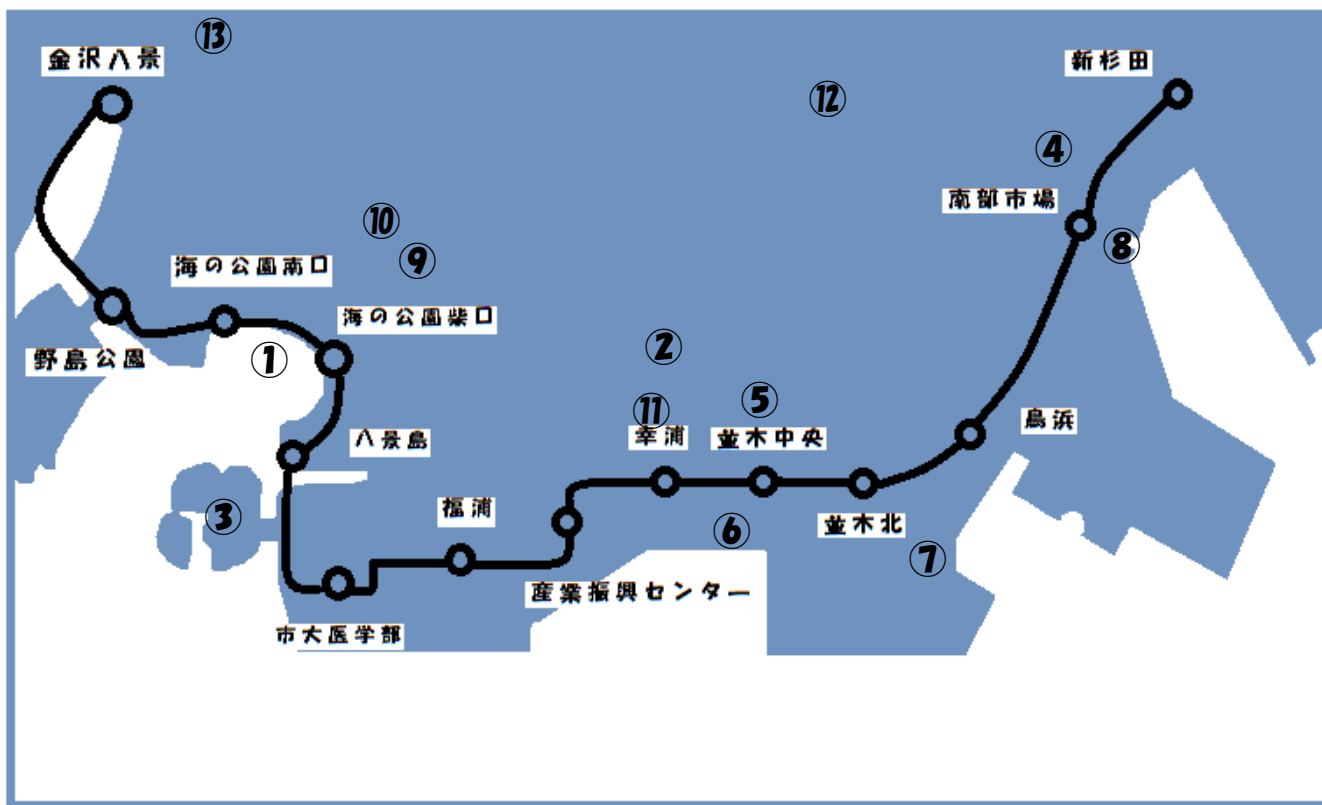 ⑬
金沢八景
新杉田
⑫
④
南部市場
⑩
⑧
⑨
海の公園南口
海の公園柴口
②
野島公園
①
⑤
⑪
鳥浜
八景島
幸浦
並木中央
福浦
③
並木北
⑥
⑦
産業振興センター
市大医学部